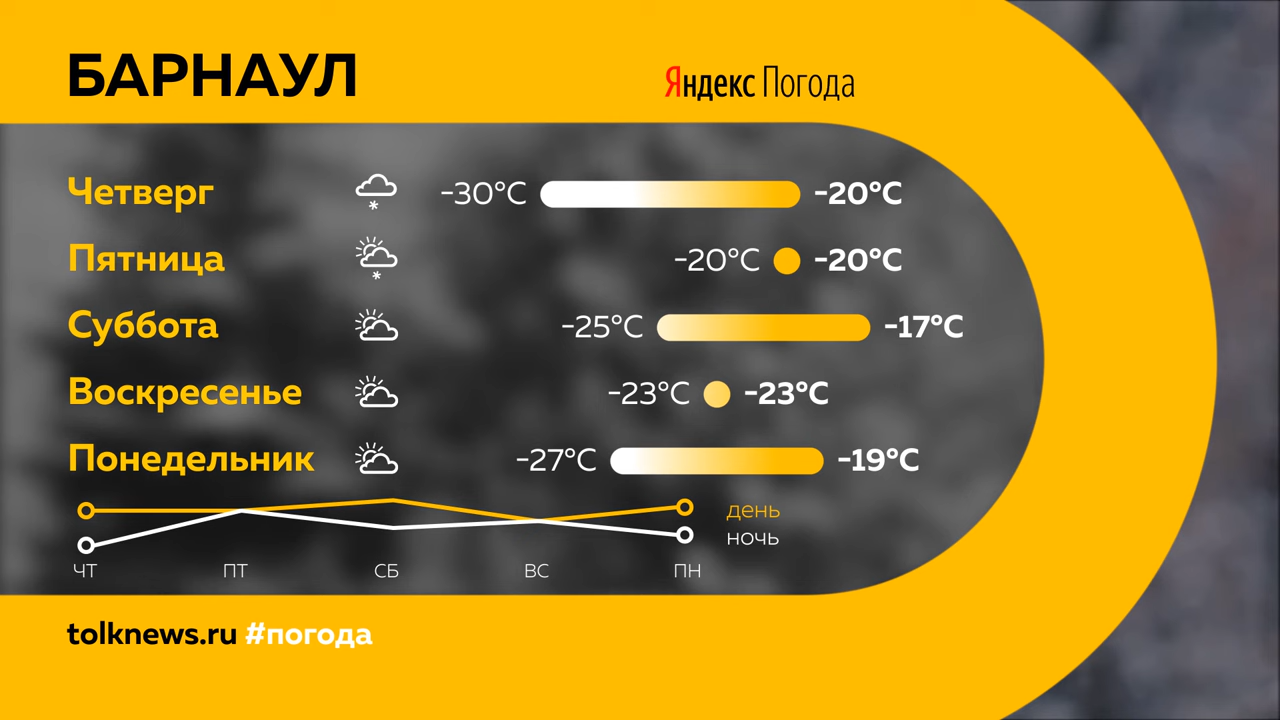 БАРНАУЛ
Яндекс Погода
Четверг -30°C -20°C
Пятница -20°C -20°C
Суббота -25°C -17°C
Воскресенье -23°C -23°C
Понедельник -27°C -19°C
день
ночь
ЧТ ПТ СБ ВС ПН
tolknews.ru #погода